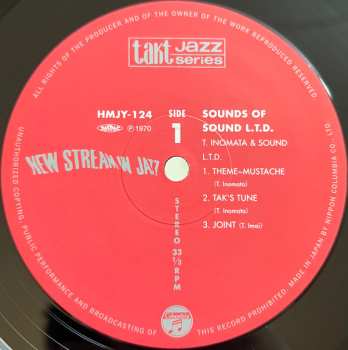 ALL RIGHTS OF THE PRODUCER AND OF THE OWNER OF THE WORK REPRODUCED RESERVED
takt jazz
series
HMJY-124
℗ 1970
SIDE
1
SOUNDS OF
SOUND L.T.D.
T. INOMATA & SOUND
L.T.D.
1. THEME–MUSTACHE
(T. Inomata)
2. TAK'S TUNE
(T. Inomata)
3. JOINT (T. Imai)
NEW STREAM IN JAZZ
STEREO 33 1/3 RPM
UNAUTHORIZED COPYING, PUBLIC PERFORMANCE AND BROADCASTING OF THIS RECORD PROHIBITED. MADE IN JAPAN BY NIPPON COLUMBIA CO., LTD.